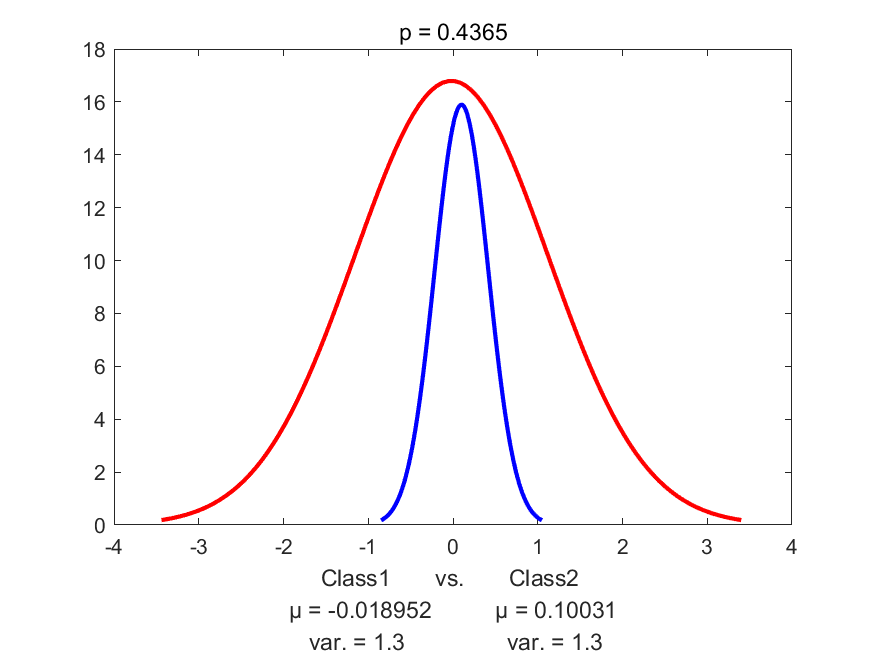 p = 0.4365
18
16
14
12
10
8
6
4
2
0
-4 -3 -2 -1 0 1 2 3 4
Class1 vs. Class2
μ = -0.018952 μ = 0.10031
var. = 1.3 var. = 1.3